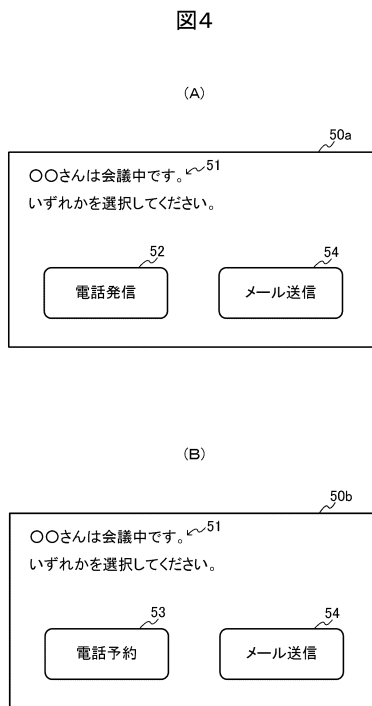 図4
(A)
50a
○○さんは会議中です。 51
いずれかを選択してください。
52
54
電話発信
メール送信
(B)
50b
○○さんは会議中です。 51
いずれかを選択してください。
53
54
電話予約
メール送信